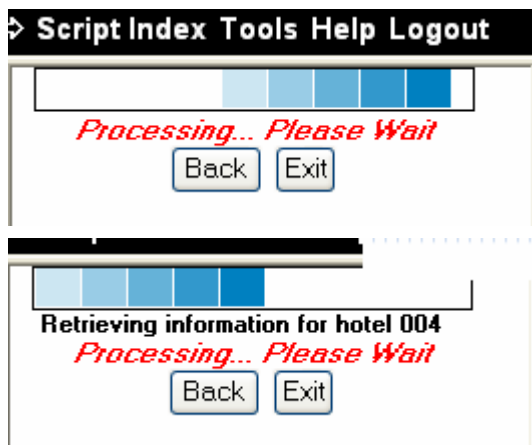 Script Index Tools Help Logout
Processing... Please Wait
Back Exit
Retrieving information for hotel 004
Processing... Please Wait
Back Exit